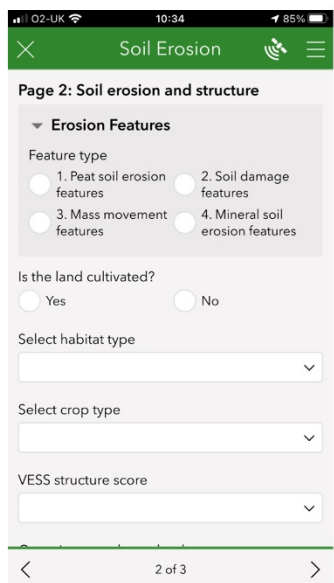 O2-UK 10:34 85%
Soil Erosion
Page 2: Soil erosion and structure
Erosion Features
Feature type
1. Peat soil erosion features
2. Soil damage features
3. Mass movement features
4. Mineral soil erosion features
Is the land cultivated?
Yes No
Select habitat type
Select crop type
VESS structure score
2 of 3